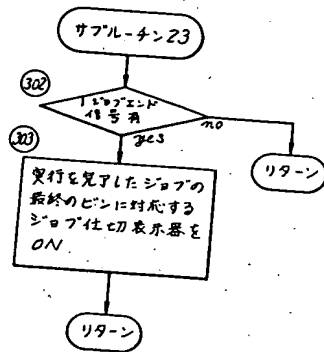 サブルーチン23
302
1ジョブエンド
信号有
no
yes
303
リターン
実行を完了したジョブの
最終のビンに対応する
ジョブ仕切表示器を
ON
リターン